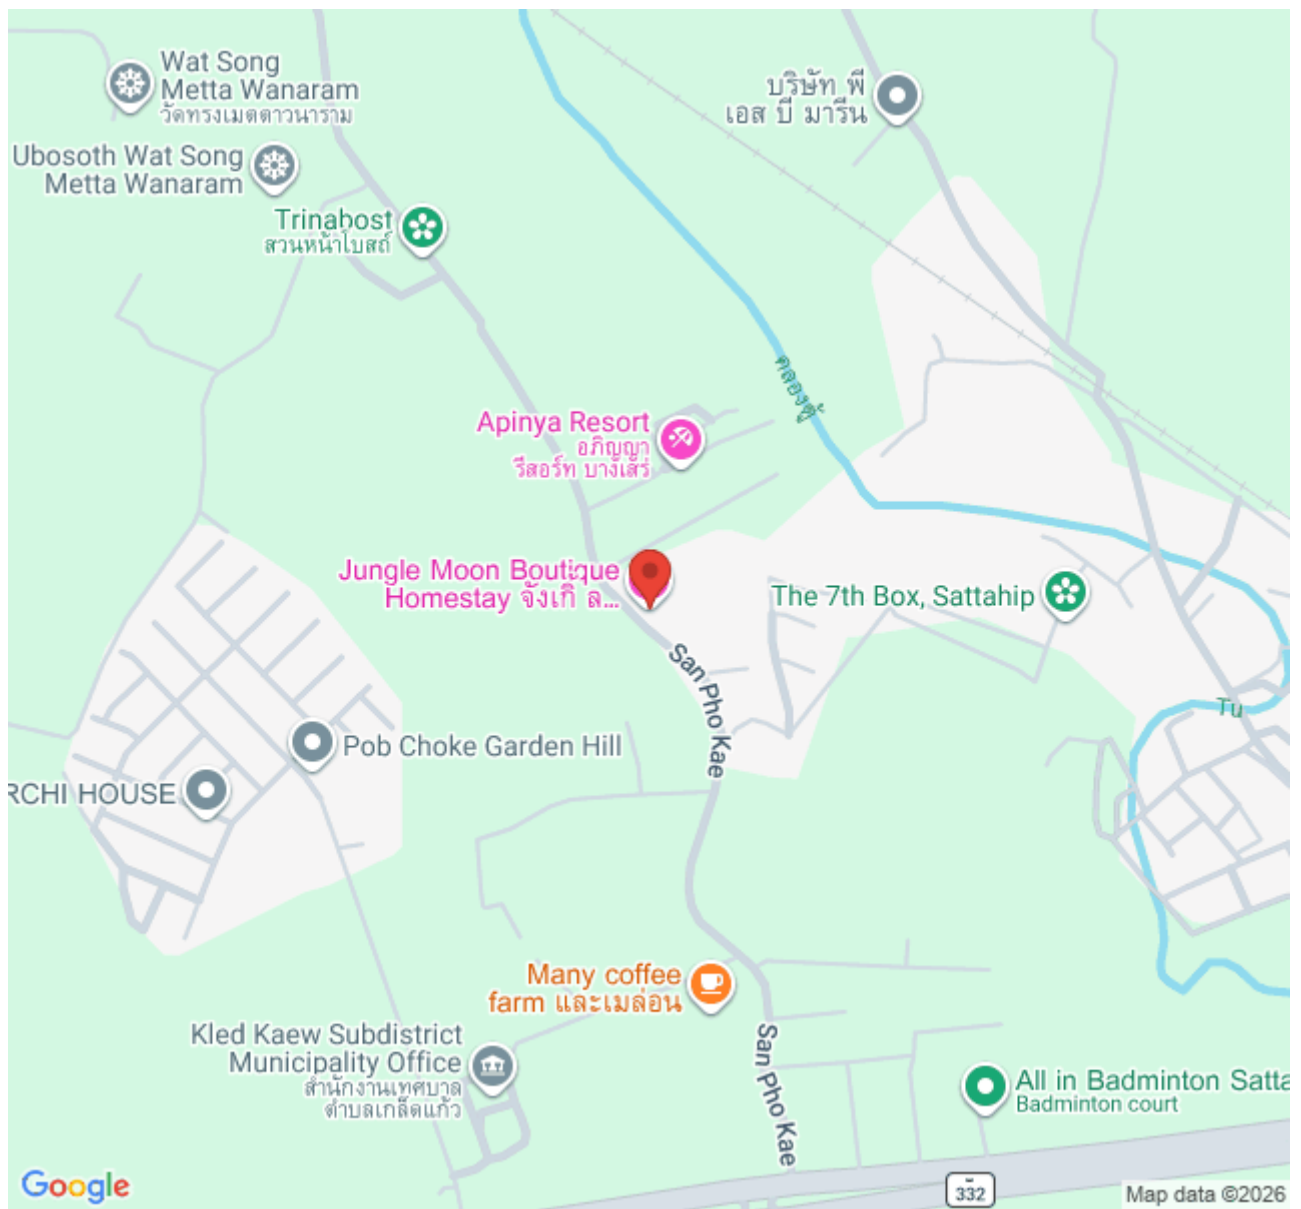 Wat Song
Metta Wanaram
วัดทรงเมตตาวนาราม
บริษัท พี
เอส บี มารีน
Ubosoth Wat Song
Metta Wanaram
Trinabost
สวนหน้าโบสถ์
คลองตู้
Apinya Resort
อภิญญา
รีสอร์ท บางเสร่
Jungle Moon Boutique
Homestay จังเกิ้ ล...
The 7th Box, Sattahip
San Pho Kae
Tu
Pob Choke Garden Hill
RCHI HOUSE
Many coffee
farm และเมล่อน
Kled Kaew Subdistrict
Municipality Office
สำนักงานเทศบาล
ตำบลเกล็ดแก้ว
San Pho Kae
All in Badminton Satta
Badminton court
332
Google
Map data ©2026